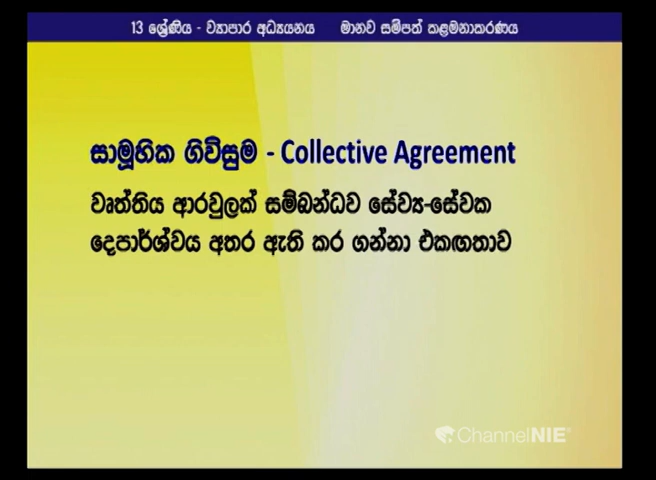 13 ශ්‍රේණිය - ව්‍යාපාර අධ්‍යයනය මානව සම්පත් කළමනාකරණය
සාමූහික ගිවිසුම - Collective Agreement
වෘත්තිය ආරවුලක් සම්බන්ධව සේව්‍ය-සේවක
දෙපාර්ශ්වය අතර ඇති කර ගන්නා එකඟතාව
ChannelNIE